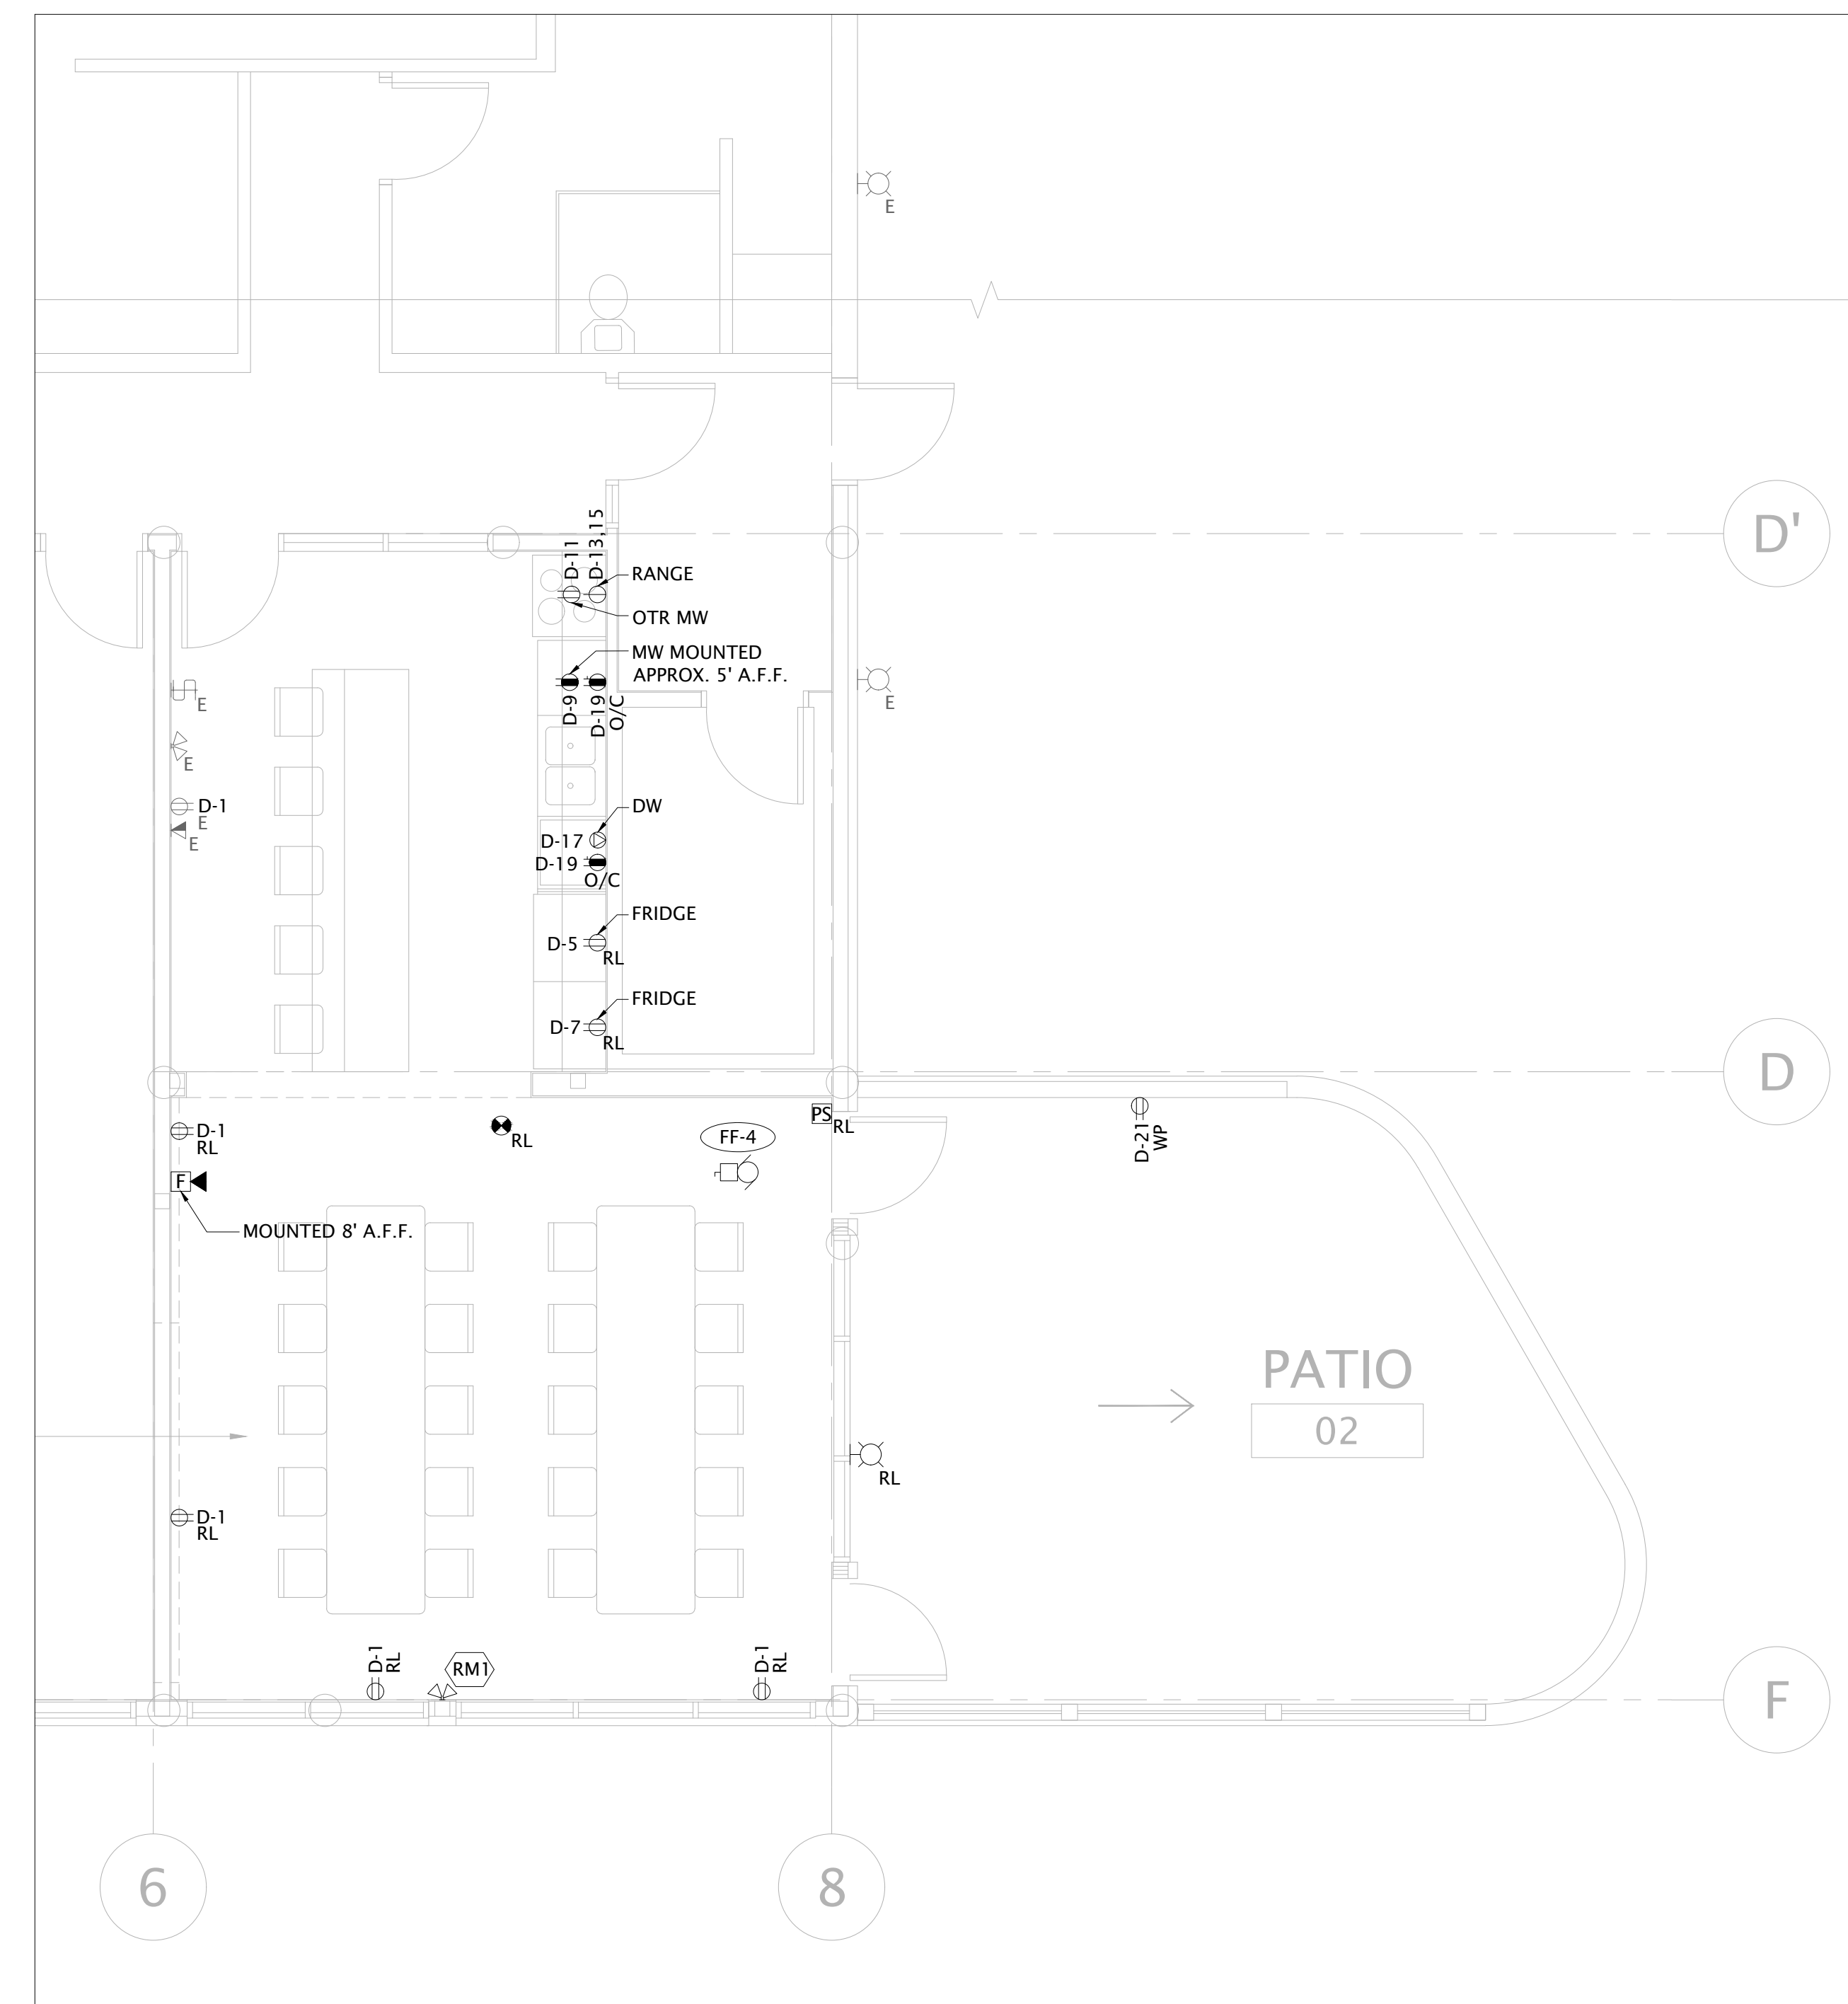 E
D-11
D-13,15
D'
RANGE
OTR MW
MW MOUNTED
APPROX. 5' A.F.F.
E
E
D-9
D-19
O/C
E
D-1
E
E
DW
D-17
D-19
O/C
FRIDGE
D-5
RL
FRIDGE
D-7
RL
D
PS
RL
D-1
RL
RL
FF-4
D-21
WP
F
MOUNTED 8' A.F.F.
PATIO
02
RL
D-1
RL
D-1
RL
RM1
D-1
RL
F
6
8